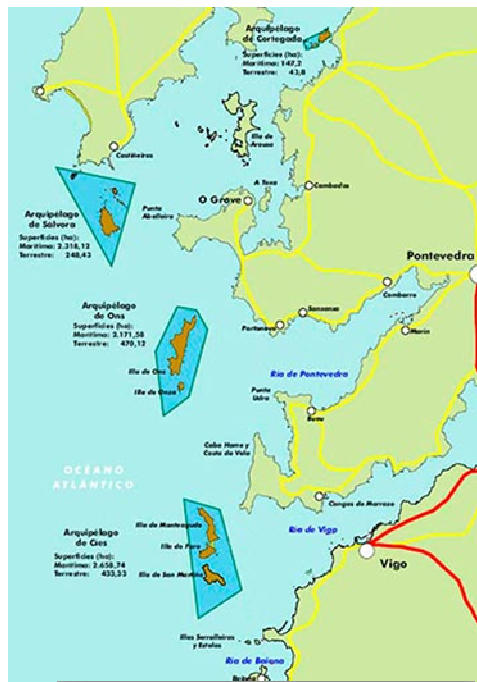 Arquipélago
de Cortegada
Superficies (ha):
Marítima: 147,2
Terrestre: 43,8
Illa de
Arousa
Castiñeiras
A Toxa
Cambados
O Grove
Punta
Arquipélago
de Sálvora
Superficies (ha):
Marítima: 2.316,12
Terrestre: 248,43
Pontevedra
Combarro
Sanxenxo
Portonovo
Marín
Arquipélago
de Ons
Superficies (ha):
Marítima: 2.171,58
Terrestre: 470,12
Illa de Ons
Illa de Onza
Ría de Pontevedra
Punta
Udra
Bueu
Cabo Home y
Costa da Vela
OCÉANO
ATLÁNTICO
Cangas de Morrazo
Illa de Monteagudo
Ría de Vigo
Arquipélago
de Cíes
Illa de Faro
Superficies (ha):
Marítima: 2.658,74
Terrestre: 433,23
Illa de San Martiño
Vigo
Illas Serralleiras
y Estelas
Ría de Baiona
Baiona